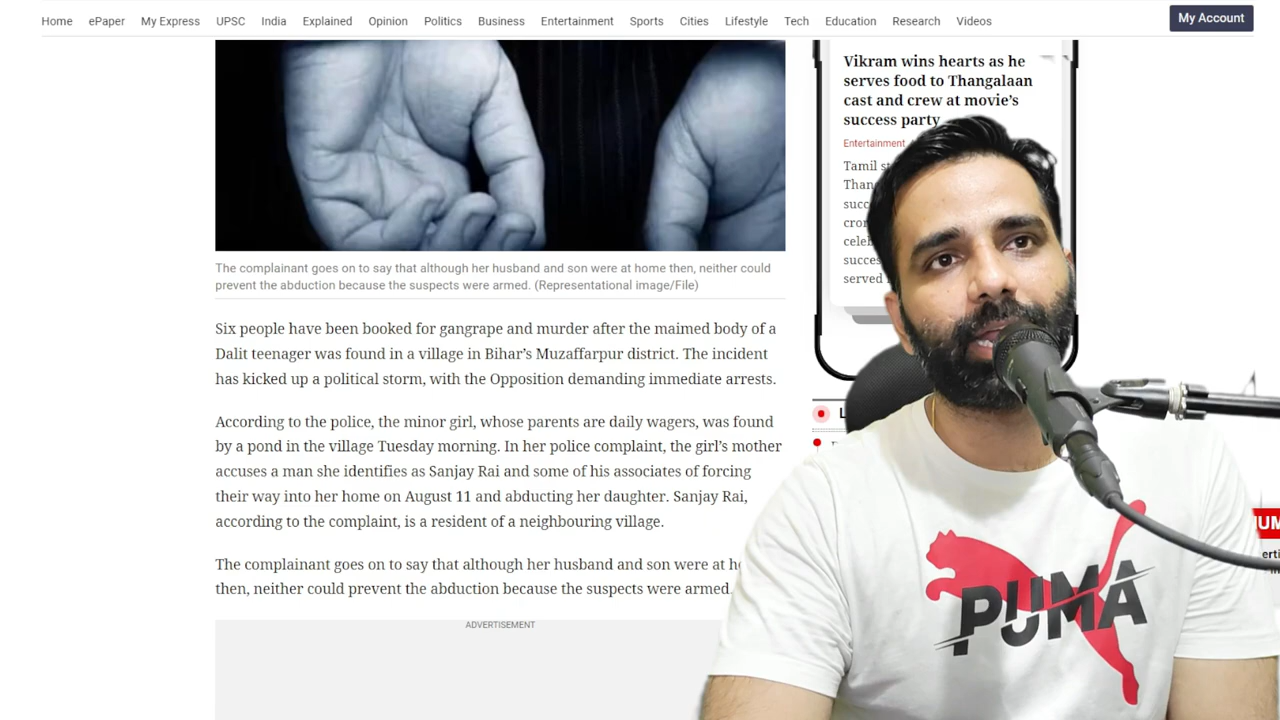 Home ePaper My Express UPSC India Explained Opinion Politics Business Entertainment Sports Cities Lifestyle Tech Education Research Videos My Account
Vikram wins hearts as he
serves food to Thangalaan
cast and crew at movie's
success party
Entertainment
Tamil
served
The complainant goes on to say that although her husband and son were at home then, neither could
prevent the abduction because the suspects were armed. (Representational image/File)
Six people have been booked for gangrape and murder after the maimed body of a
Dalit teenager was found in a village in Bihar's Muzaffarpur district. The incident
has kicked up a political storm, with the Opposition demanding immediate arrests.
According to the police, the minor girl, whose parents are daily wagers, was found
by a pond in the village Tuesday morning. In her police complaint, the girl's mother
accuses a man she identifies as Sanjay Rai and some of his associates of forcing
their way into her home on August 11 and abducting her daughter. Sanjay Rai,
according to the complaint, is a resident of a neighbouring village.
The complainant goes on to say that although her husband and son were at
then, neither could prevent the abduction because the suspects were armed.
ADVERTISEMENT
PUMA